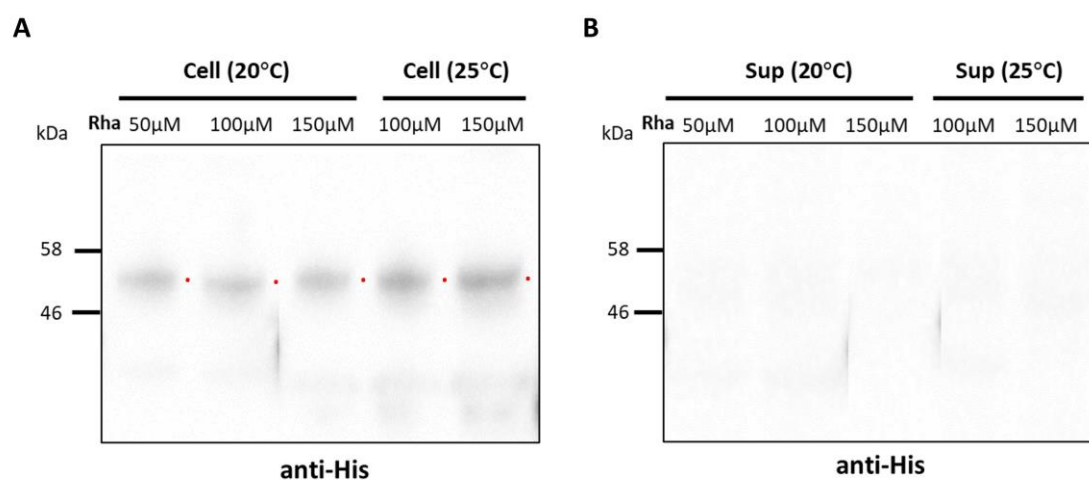 A
Cell (20°C) Cell (25°C)
kDa Rha 50µM 100µM 150µM 100µM 150µM
58
46
anti-His
B
Sup (20°C) Sup (25°C)
kDa Rha 50µM 100µM 150µM 100µM 150µM
58
46
anti-His